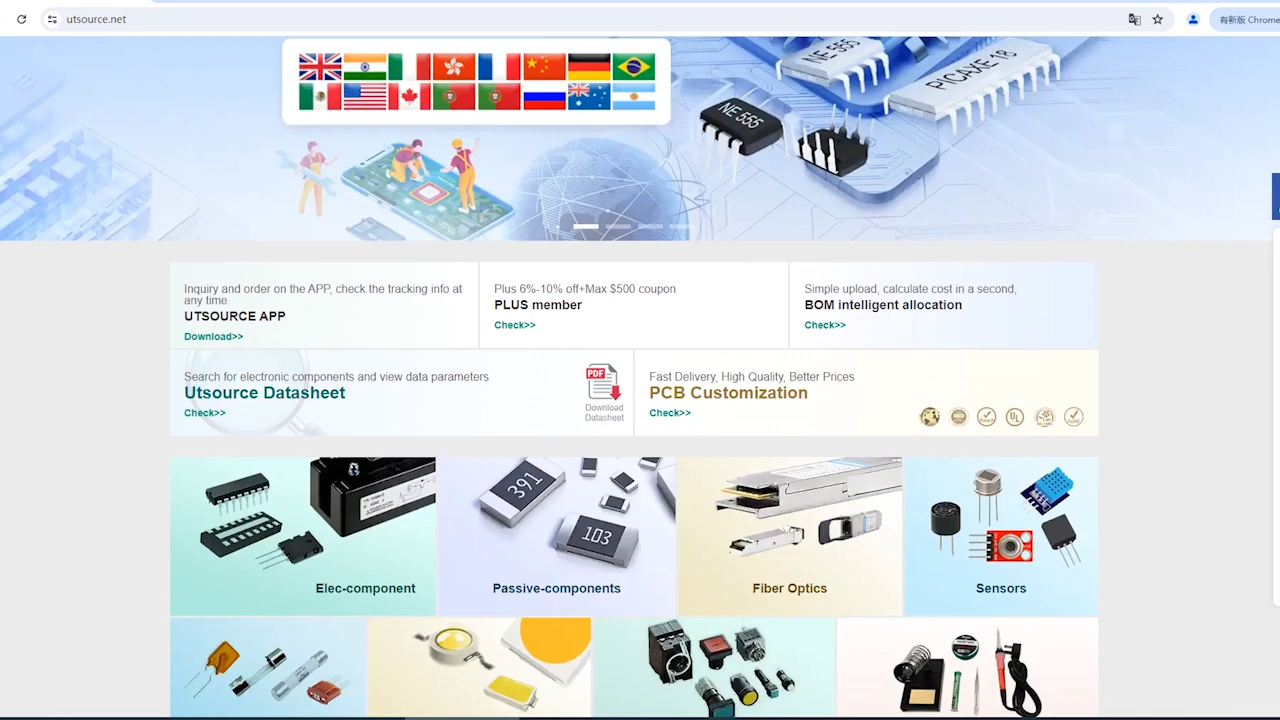 utsource.net
有新版 Chrome
NE 555
PICAXE-18
NE 555
Inquiry and order on the APP, check the tracking info at
any time.
UTSOURCE APP
Download>>
Plus 6%-10% off+Max $500 coupon
PLUS member
Check>>
Simple upload, calculate cost in a second,
BOM intelligent allocation
Check>>
Search for electronic components and view data parameters
Utsource Datasheet
Check>>
PDF
Download
Datasheet
Fast Delivery, High Quality, Better Prices
PCB Customization
Check>>
391
103
Elec-component
Passive-components
Fiber Optics
Sensors